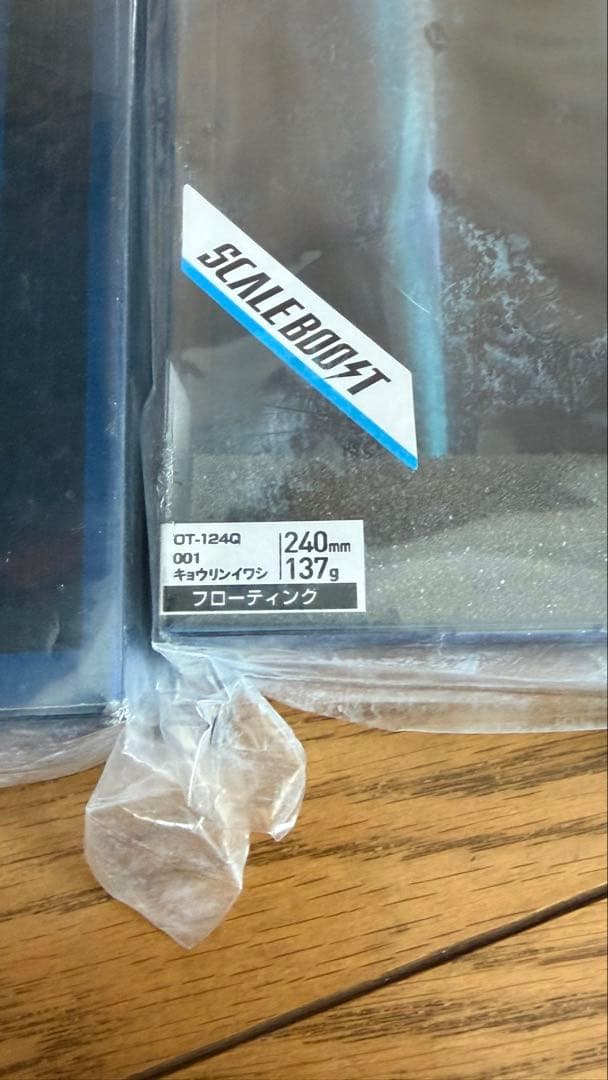 SCALEBOOST
OT-124Q
001
キョウリンイワシ
240mm
137g
フローティング